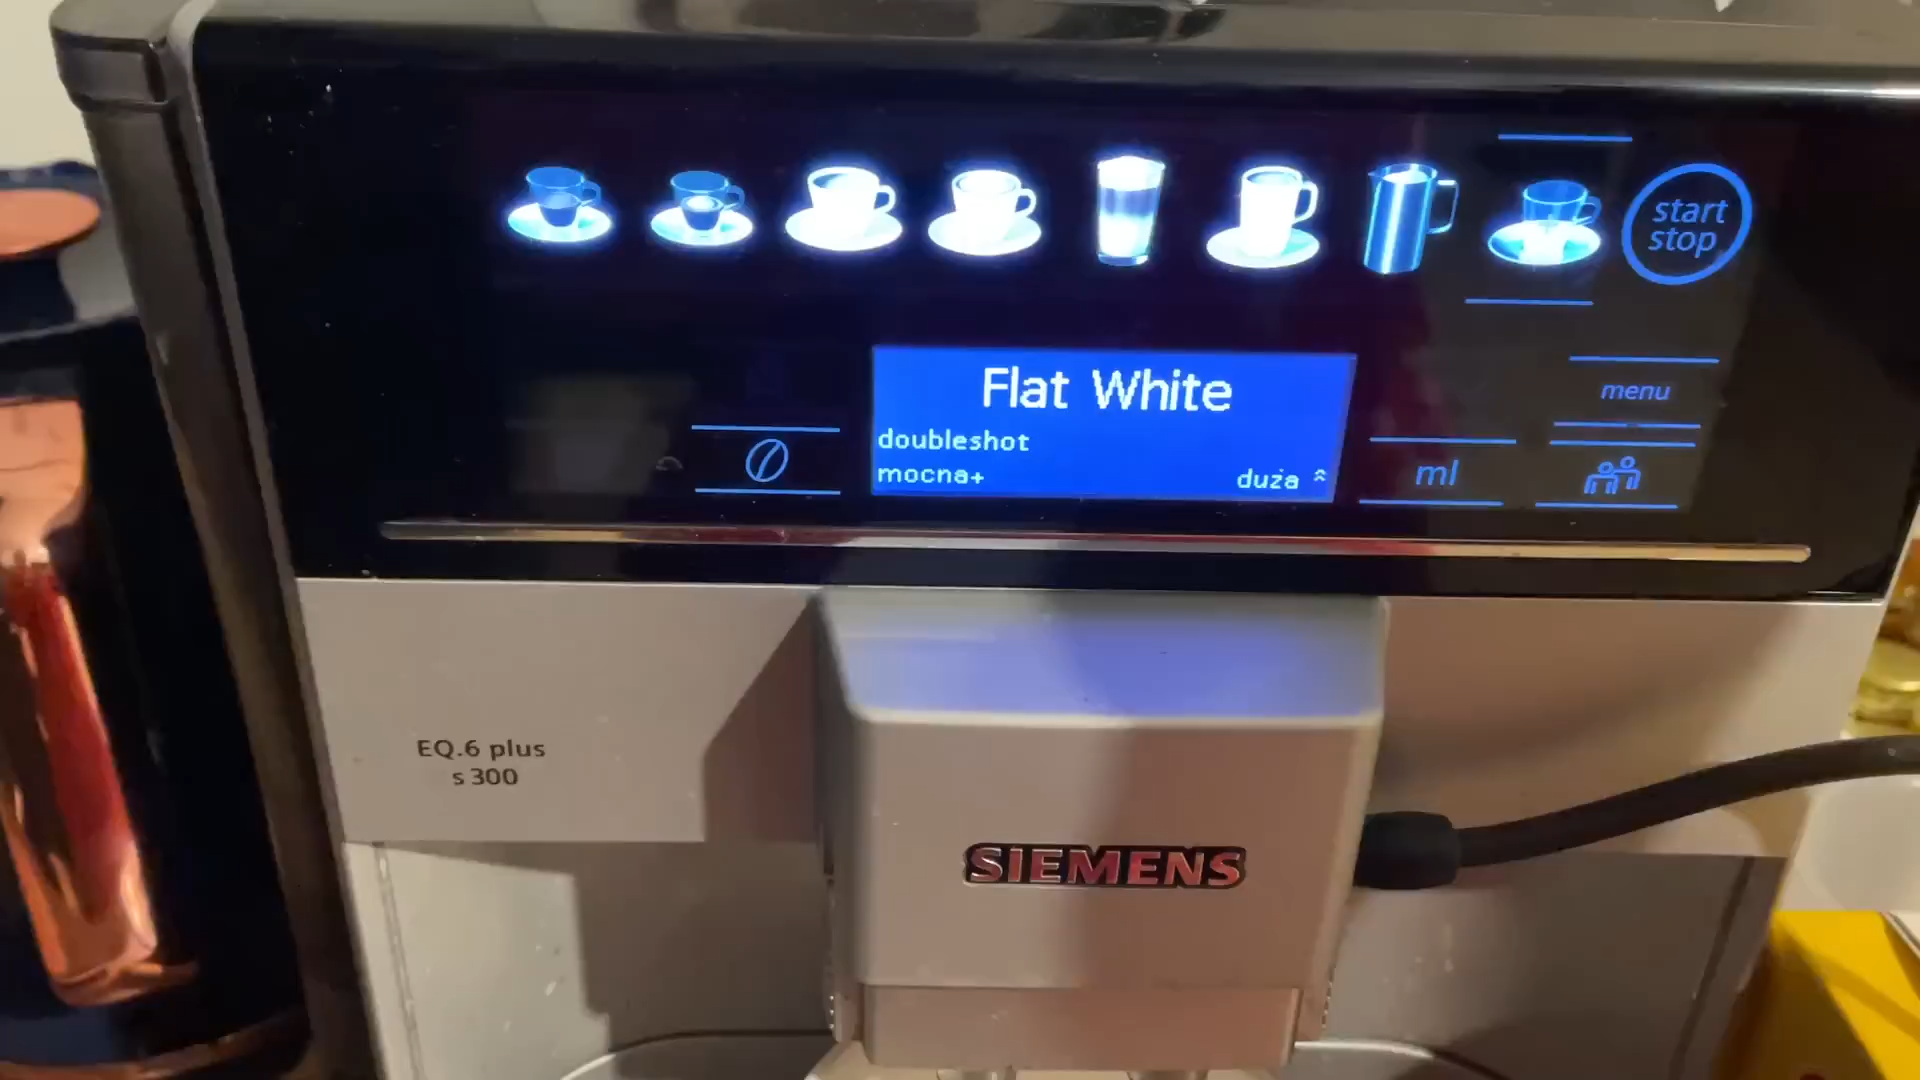 start
stop
Flat White
doubleshot
mocna+
duża
menu
ml
EQ.6 plus
s 300
SIEMENS